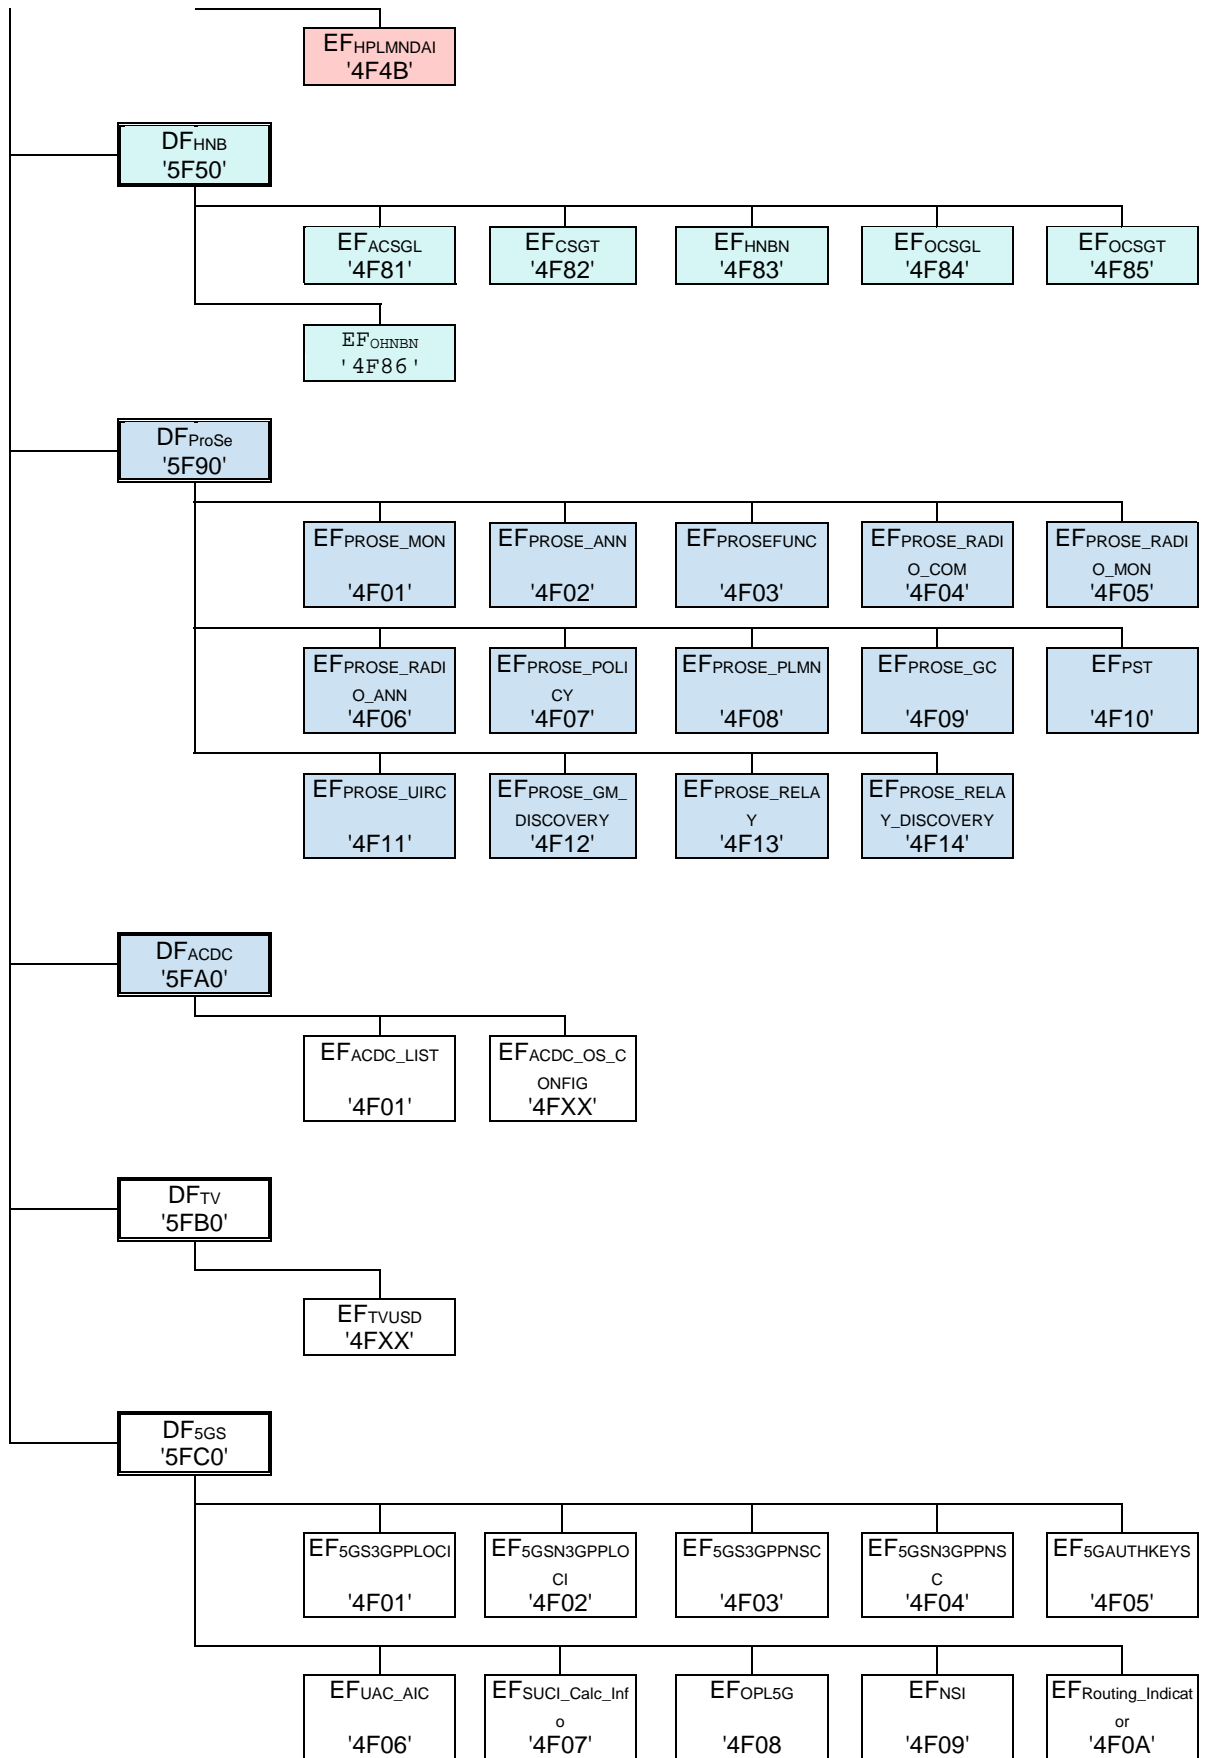 EFHPLMNDAI
'4F4B'
DFHNB
'5F50'
EFACSGL
'4F81'
EFCSGT
'4F82'
EFHNBN
'4F83'
EFOCSGL
'4F84'
EFOCSGT
'4F85'
EFOHNBN
'4F86'
DFProSe
'5F90'
EFPROSE_MON
'4F01'
EFPROSE_ANN
'4F02'
EFPROSEFUNC
'4F03'
EFPROSE_RADI
O_COM
'4F04'
EFPROSE_RADI
O_MON
'4F05'
EFPROSE_RADI
O_ANN
'4F06'
EFPROSE_POLI
CY
'4F07'
EFPROSE_PLMN
'4F08'
EFPROSE_GC
'4F09'
EFPST
'4F10'
EFPROSE_UIRC
'4F11'
EFPROSE_GM_
DISCOVERY
'4F12'
EFPROSE_RELA
Y
'4F13'
EFPROSE_RELA
Y_DISCOVERY
'4F14'
DFACDC
'5FA0'
EFACDC_LIST
'4F01'
EFACDC_OS_C
ONFIG
'4FXX'
DFTV
'5FB0'
EFTVUSD
'4FXX'
DF5GS
'5FC0'
EF5GS3GPPLOCI
'4F01'
EF5GSN3GPPLO
CI
'4F02'
EF5GS3GPPNSC
'4F03'
EF5GSN3GPPNS
C
'4F04'
EF5GAUTHKEYS
'4F05'
EFUAC_AIC
'4F06'
EFSUCI_Calc_Inf
o
'4F07'
EFOPL5G
'4F08
EFNSI
'4F09'
EFRouting_Indicat
or
'4F0A'